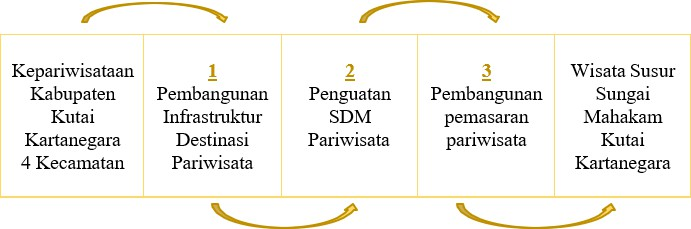 Kepariwisataan
Kabupaten
Kutai
Kartanegara
4 Kecamatan
1
Pembangunan
Infrastruktur
Destinasi
Pariwisata
2
Penguatan
SDM
Pariwisata
3
Pembangunan
pemasaran
pariwisata
Wisata Susur
Sungai
Mahakam
Kutai
Kartanegara